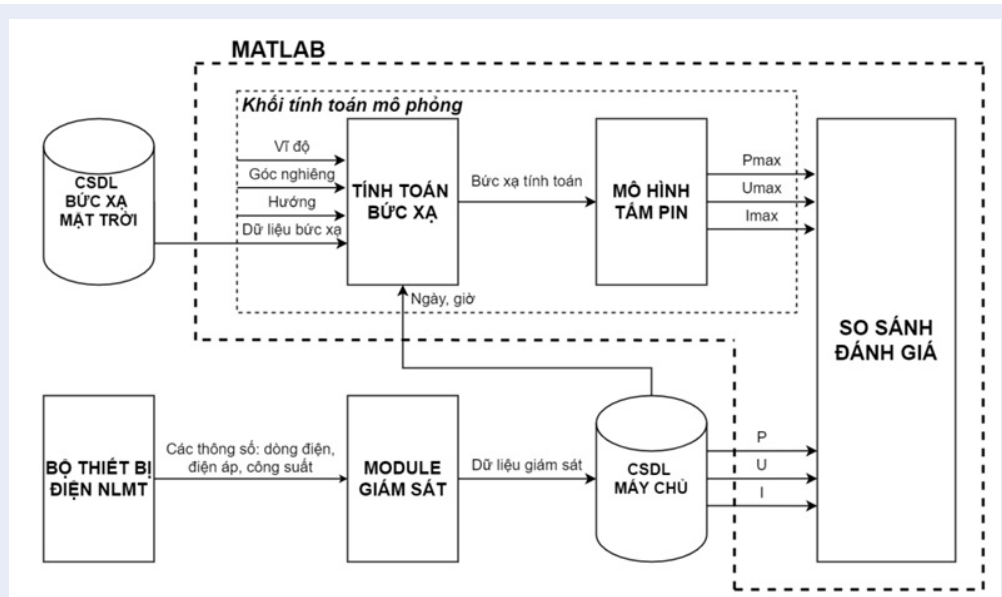 MATLAB
Khối tính toán mô phỏng
CSDL
BỨC XẠ
MẶT TRỜI
Vĩ độ
Góc nghiêng
Hướng
Dữ liệu bức xạ
TÍNH TOÁN
BỨC XẠ
Bức xạ tính toán
MÔ HÌNH
TẤM PIN
Pmax
Umax
Imax
Ngày, giờ
SO SÁNH
ĐÁNH GIÁ
BỘ THIẾT BỊ
ĐIỆN NLMT
Các thông số: dòng điện,
điện áp, công suất
MODULE
GIÁM SÁT
Dữ liệu giám sát
CSDL
MÁY CHỦ
P
U
I